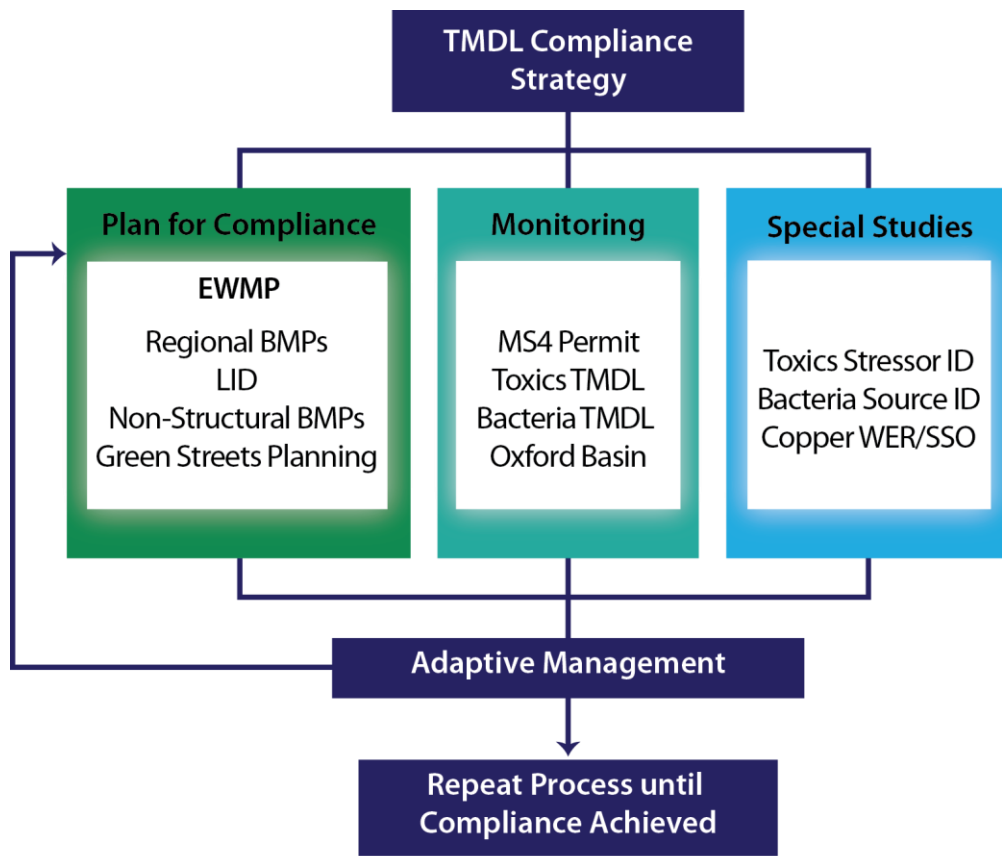 TMDL Compliance
Strategy
Plan for Compliance
EWMP
Regional BMPs
LID
Non-Structural BMPs
Green Streets Planning
Monitoring
MS4 Permit
Toxics TMDL
Bacteria TMDL
Oxford Basin
Special Studies
Toxics Stressor ID
Bacteria Source ID
Copper WER/SSO
Adaptive Management
Repeat Process until
Compliance Achieved